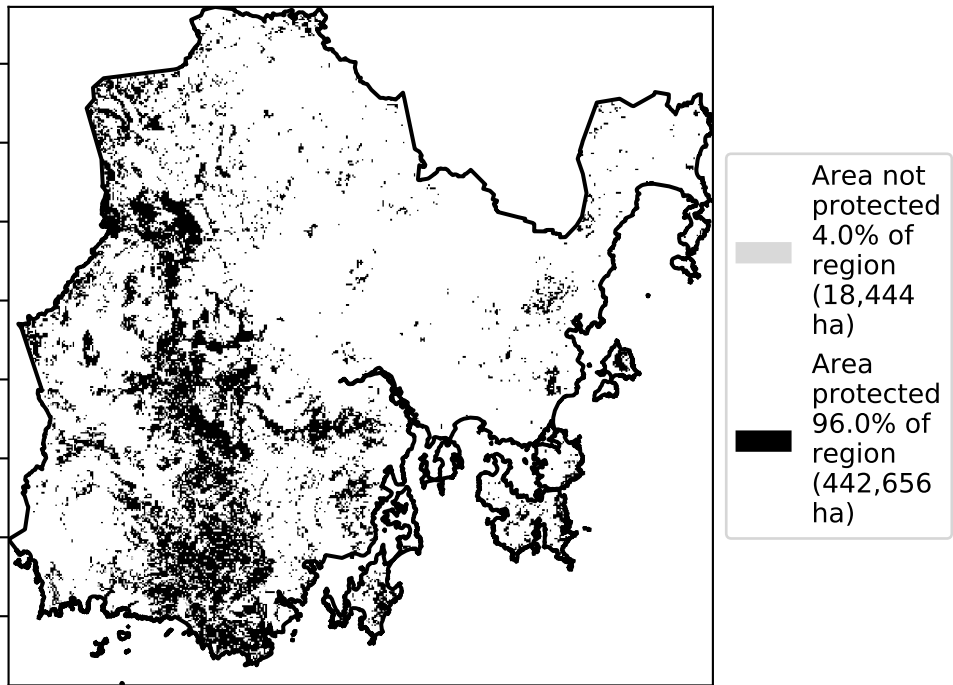 Area not
protected
4.0% of
region
(18,444
ha)
Area
protected
96.0% of
region
(442,656
ha)